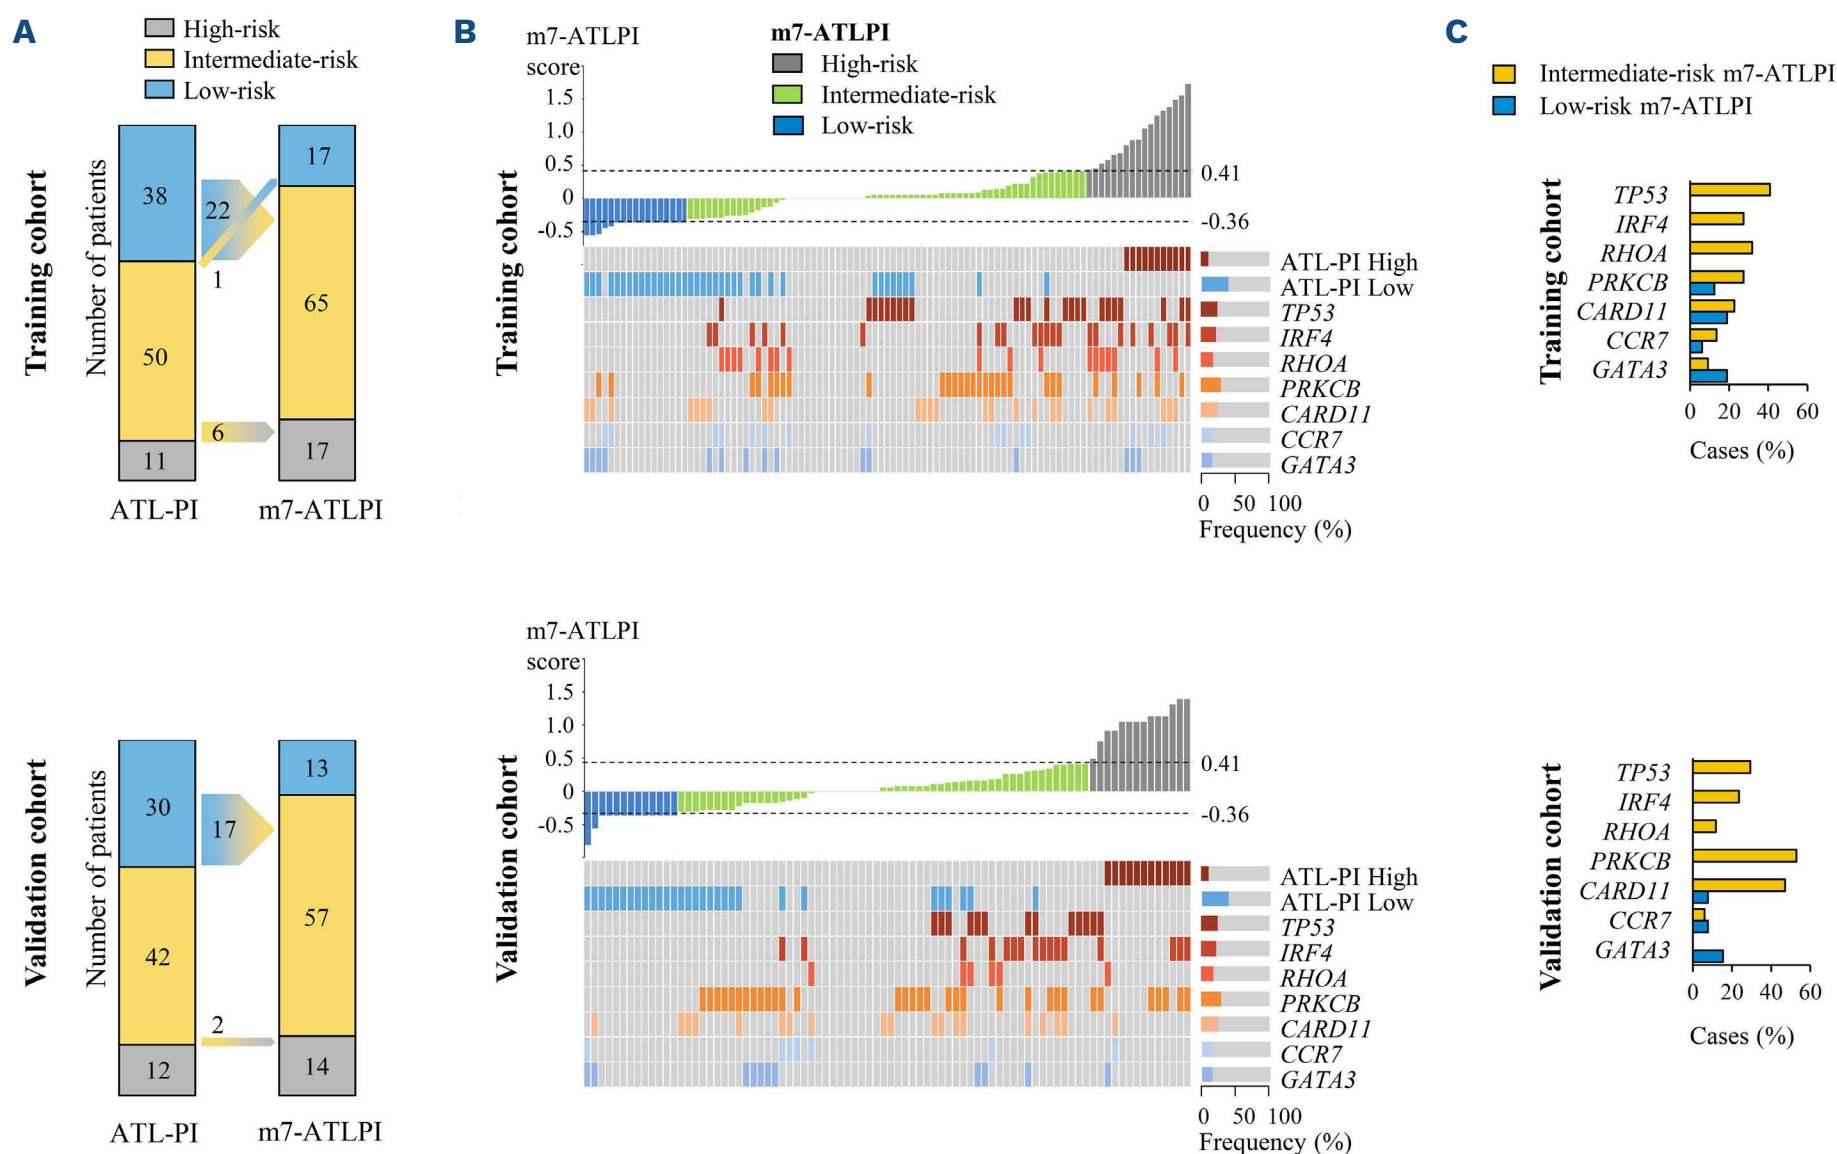 A
High-risk
Intermediate-risk
Low-risk
Training cohort
Number of patients
38
50
11
22
1
6
17
65
17
ATL-PI
m7-ATLPI
Validation cohort
Number of patients
30
42
12
17
2
13
57
14
ATL-PI
m7-ATLPI
B
m7-ATLPI
score
m7-ATLPI
High-risk
Intermediate-risk
Low-risk
Training cohort
1.5
1.0
0.5
0
-0.5
0.41
-0.36
ATL-PI High
ATL-PI Low
TP53
IRF4
RHOA
PRKCB
CARD11
CCR7
GATA3
0 50 100
Frequency (%)
m7-ATLPI
score
Validation cohort
1.5
1.0
0.5
0
-0.5
0.41
-0.36
ATL-PI High
ATL-PI Low
TP53
IRF4
RHOA
PRKCB
CARD11
CCR7
GATA3
0 50 100
Frequency (%)
C
Intermediate-risk m7-ATLPI
Low-risk m7-ATLPI
Training cohort
TP53
IRF4
RHOA
PRKCB
CARD11
CCR7
GATA3
0 20 40 60
Cases (%)
Validation cohort
TP53
IRF4
RHOA
PRKCB
CARD11
CCR7
GATA3
0 20 40 60
Cases (%)